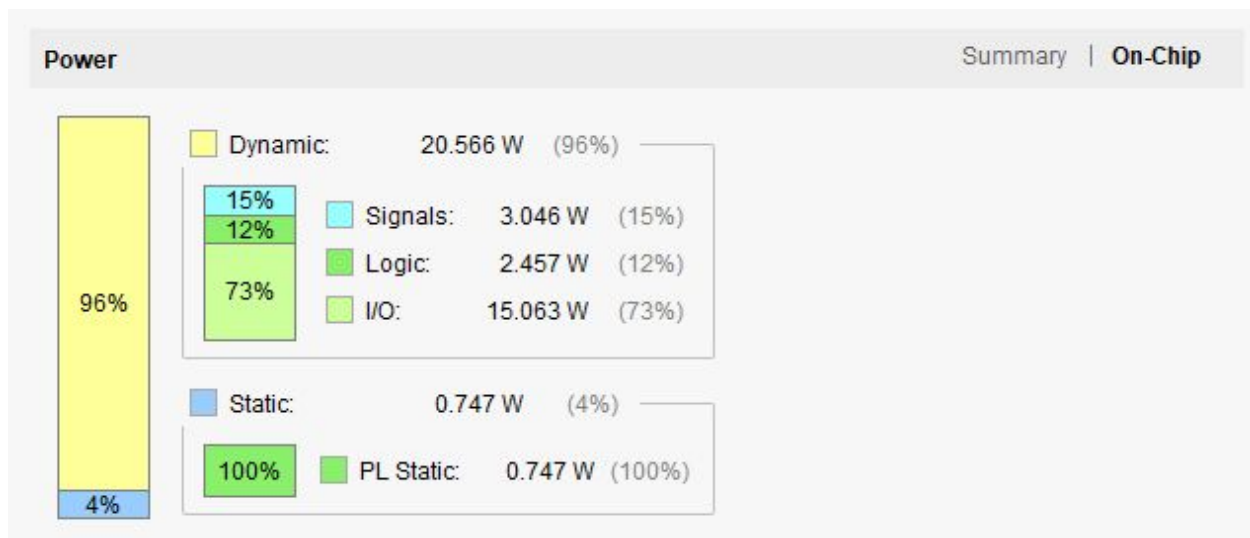 Power Summary | On-Chip
Dynamic: 20.566 W (96%)
15% Signals: 3.046 W (15%)
12% Logic: 2.457 W (12%)
73% I/O: 15.063 W (73%)
96%
Static: 0.747 W (4%)
100% PL Static: 0.747 W (100%)
4%